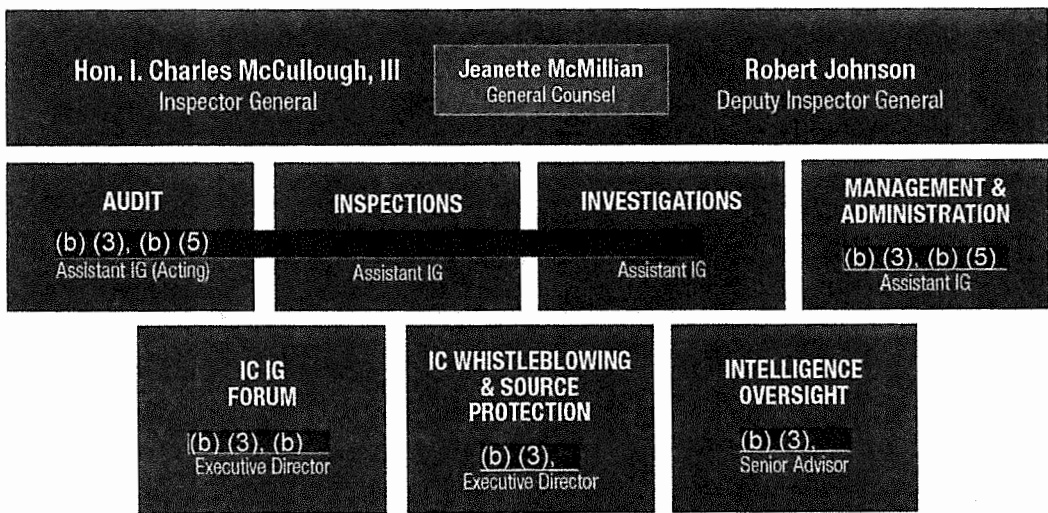 Hon. I. Charles McCullough, III
Inspector General
Jeanette McMillian
General Counsel
Robert Johnson
Deputy Inspector General
AUDIT
(b) (3), (b) (5)
Assistant IG (Acting)
INSPECTIONS
Assistant IG
INVESTIGATIONS
Assistant IG
MANAGEMENT &
ADMINISTRATION
(b) (3), (b) (5)
Assistant IG
IC IG
FORUM
(b) (3), (b)
Executive Director
IC WHISTLEBLOWING
& SOURCE
PROTECTION
(b) (3),
Executive Director
INTELLIGENCE
OVERSIGHT
(b) (3),
Senior Advisor